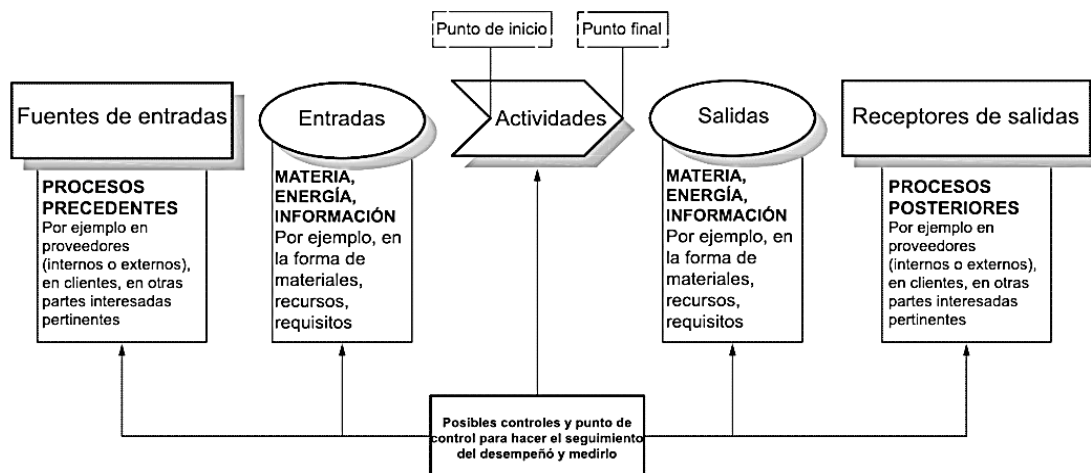 Punto de inicio
Punto final
Fuentes de entradas
Entradas
Actividades
Salidas
Receptores de salidas
PROCESOS
PRECEDENTES
Por ejemplo en
proveedores
(internos o externos),
en clientes, en otras
partes interesadas
pertinentes
MATERIA,
ENERGÍA,
INFORMACIÓN
Por ejemplo, en
la forma de
materiales,
recursos,
requisitos
MATERIA,
ENERGÍA,
INFORMACIÓN
Por ejemplo, en
la forma de
materiales,
recursos,
requisitos
PROCESOS
POSTERIORES
Por ejemplo en
proveedores
(internos o externos),
en clientes, en otras
partes interesadas
pertinentes
Posibles controles y punto de
control para hacer el seguimiento
del desempeñó y medirlo